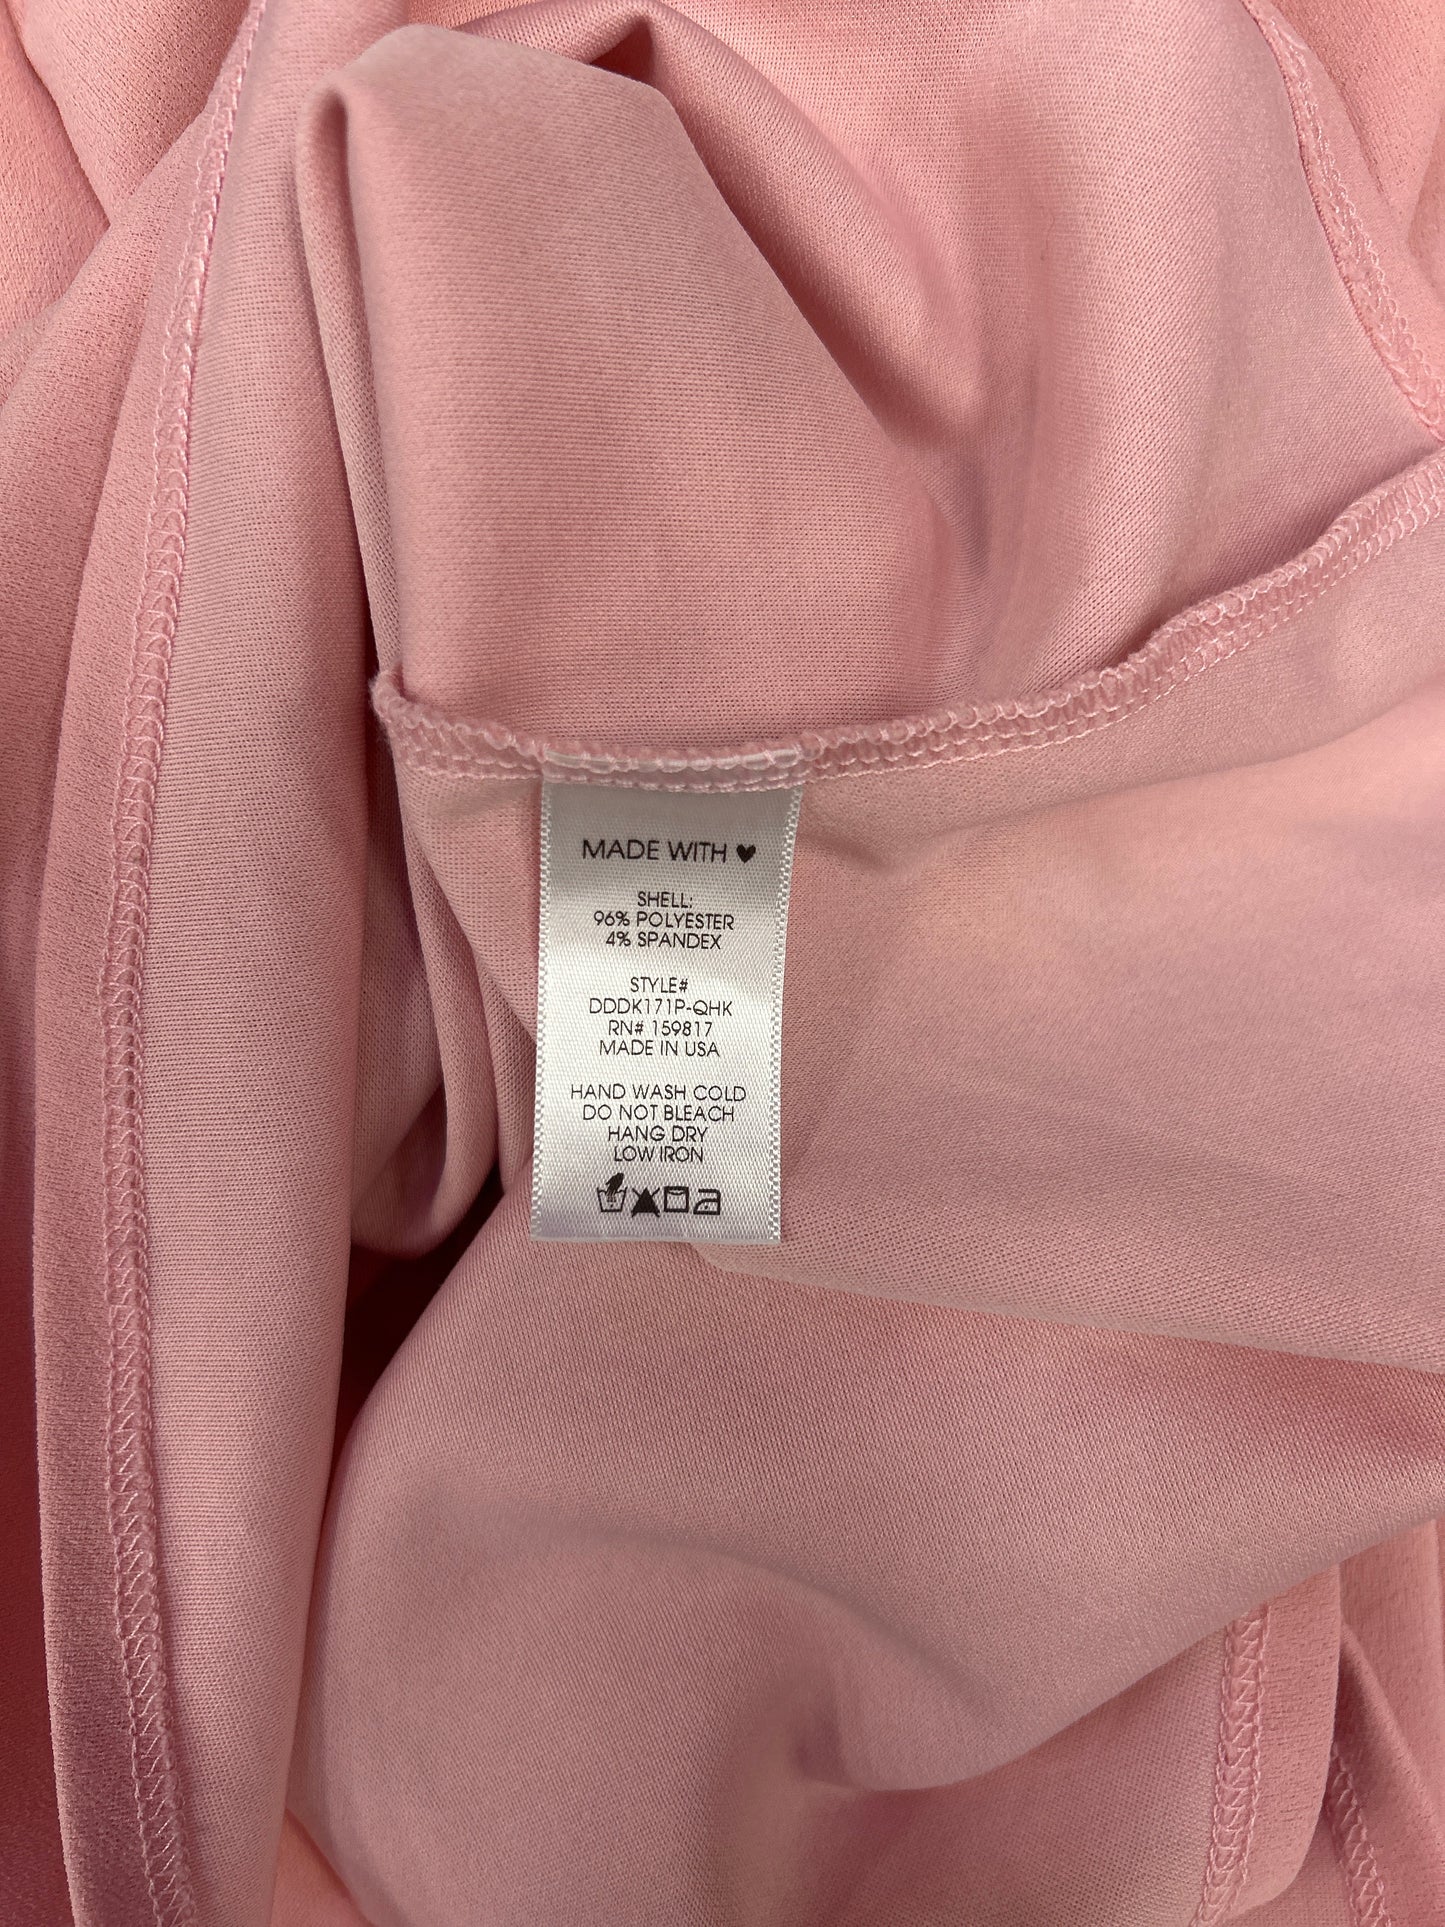 MADE WITH ♥
SHELL:
96% POLYESTER
4% SPANDEX
STYLE#
DDDK171P-QHK
RN# 159817
MADE IN USA
HAND WASH COLD
DO NOT BLEACH
HANG DRY
LOW IRON